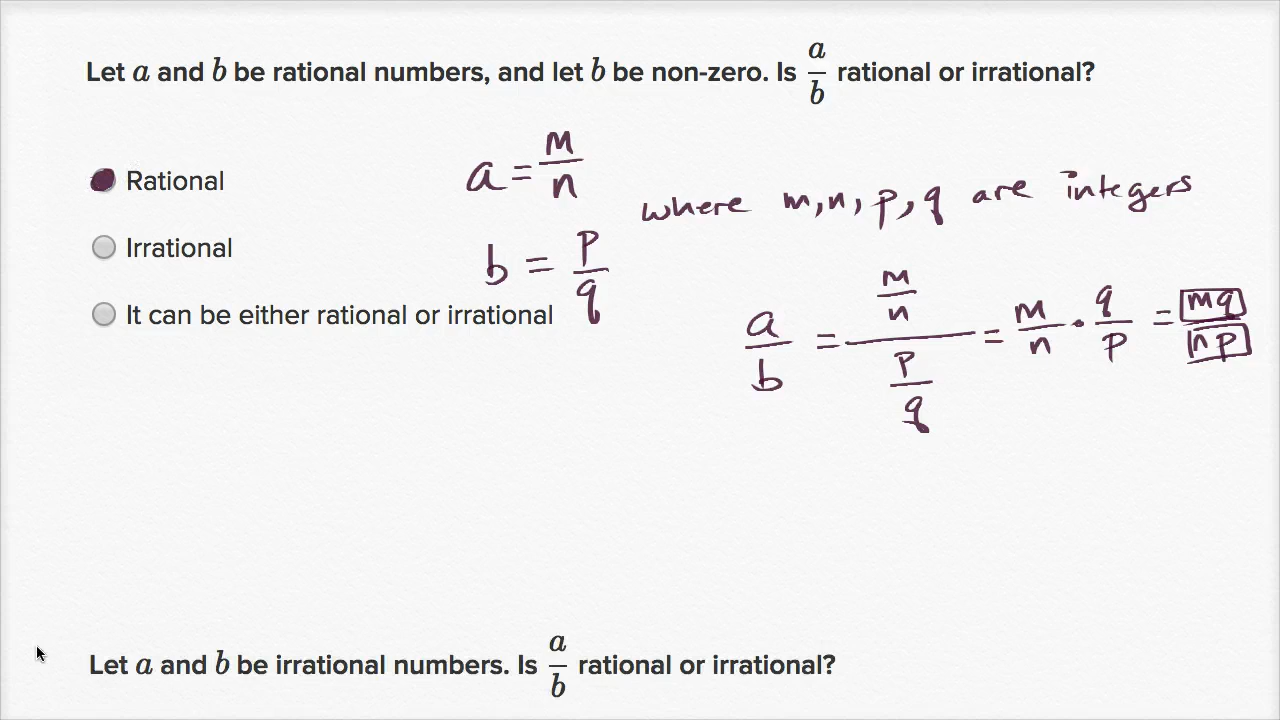 Let a and b be rational numbers, and let b be non-zero. Is a/b rational or irrational?
Rational
a = m/n
where m, n, p, q are integers
Irrational
b = p/q
It can be either rational or irrational
a/b = (m/n)/(p/q) = m/n · q/p = mq/np
Let a and b be irrational numbers. Is a/b rational or irrational?